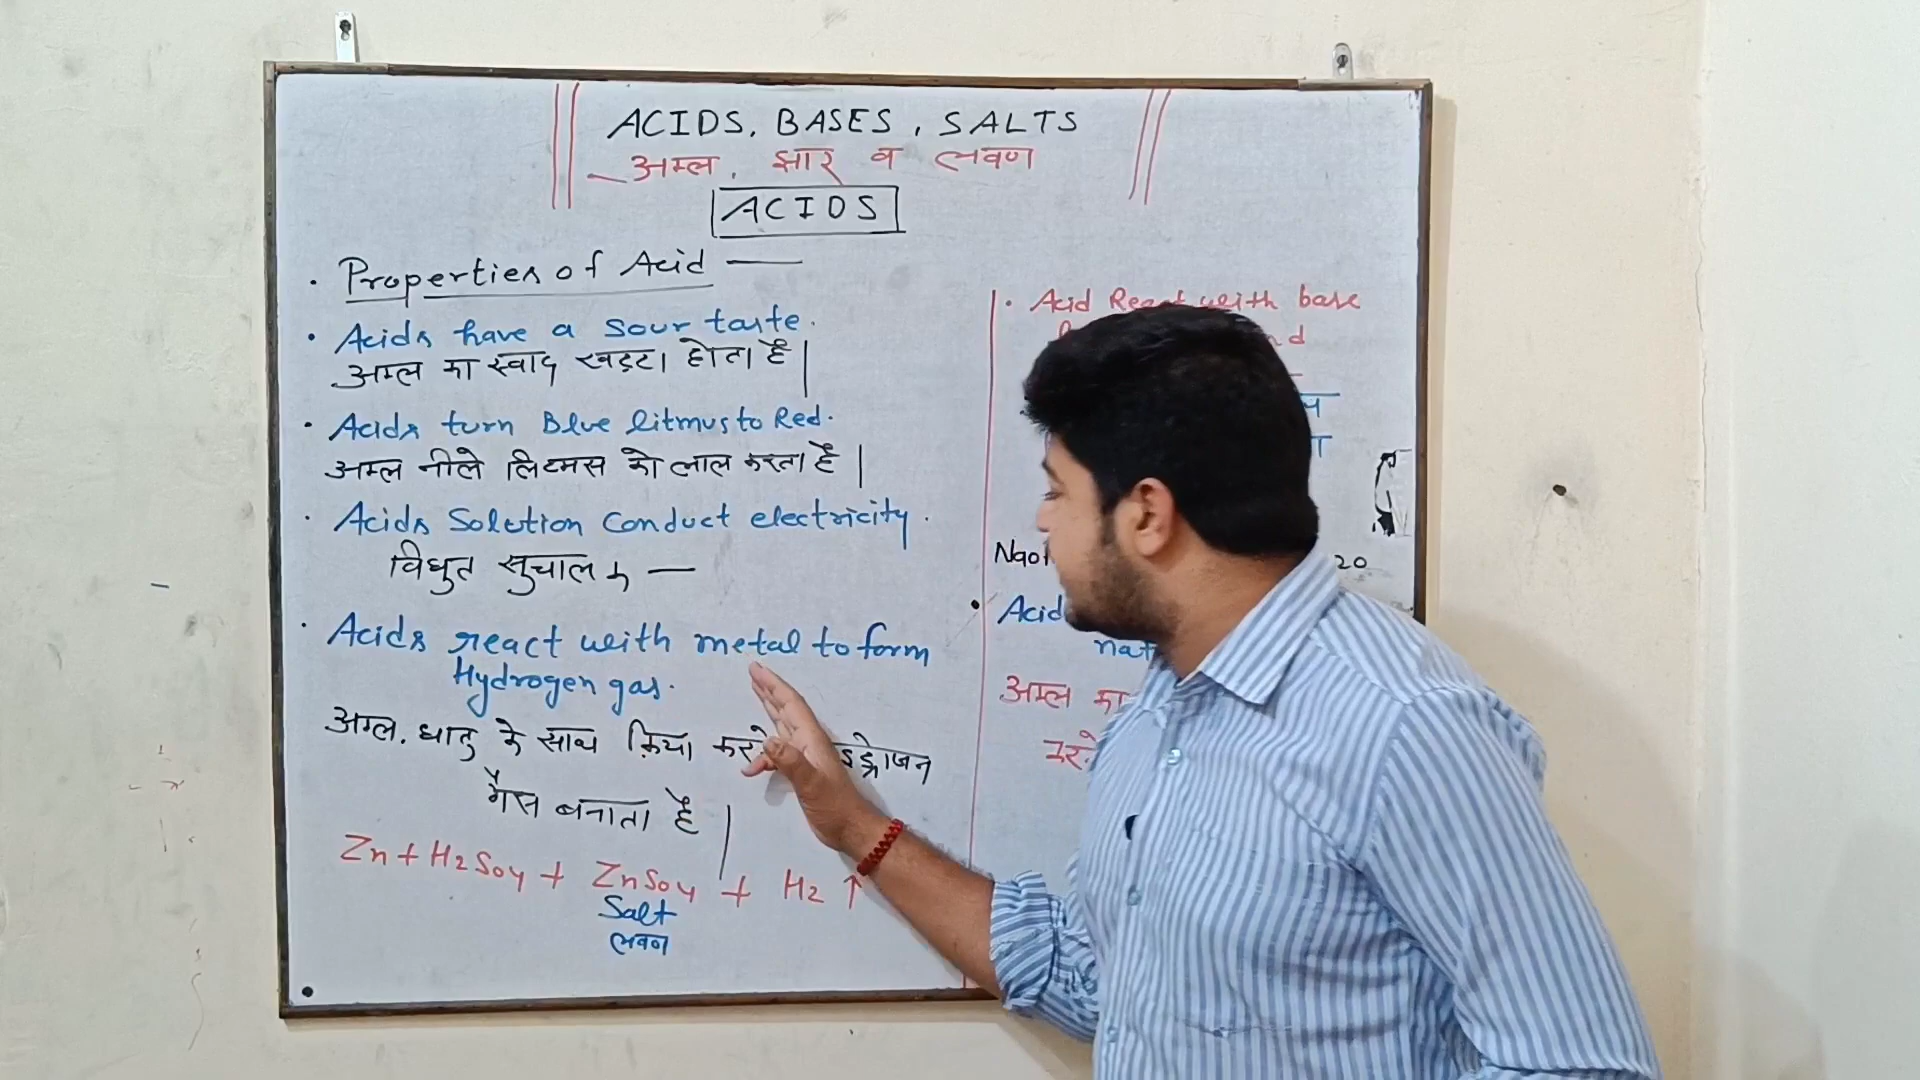 ACIDS, BASES, SALTS
अम्ल, क्षार व लवण
ACIDS
Properties of Acid
Acids have a sour taste.
अम्ल का स्वाद खट्टा होता है|
Acids turn Blue litmus to Red.
अम्ल नीले लिटमस को लाल करता है|
Acids Solution Conduct electricity.
विधुत सुचालक —
Acids react with metal to form
Hydrogen gas.
अम्ल, धातु के साथ क्रिया करके
गैस बनाता है|
Zn + H2SO4 + ZnSO4 + H2 ↑
Salt
लवण
Acid React with base
Acid
अम्ल का